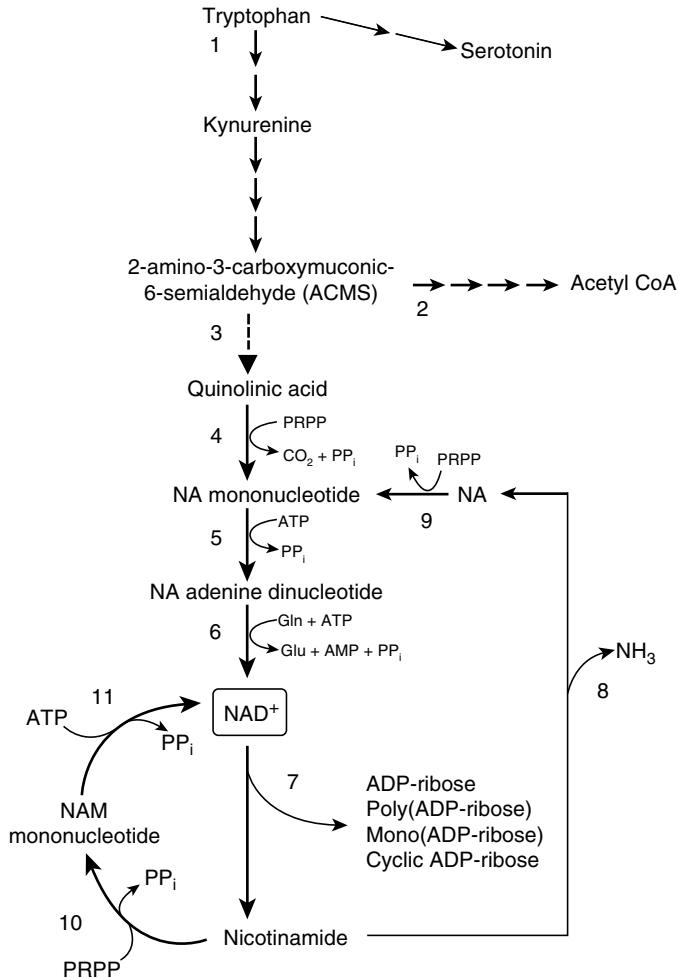 Tryptophan
1
Serotonin
Kynurenine
2-amino-3-carboxymuconic-
6-semialdehyde (ACMS)
2
Acetyl CoA
3
Quinolinic acid
4
PRPP
CO₂ + PPᵢ
NA mononucleotide
PPᵢ
PRPP
NA
9
5
ATP
PPᵢ
NA adenine dinucleotide
6
Gln + ATP
Glu + AMP + PPᵢ
NH₃
8
11
ATP
PPᵢ
NAD⁺
7
ADP-ribose
Poly(ADP-ribose)
Mono(ADP-ribose)
Cyclic ADP-ribose
NAM
mononucleotide
PPᵢ
10
PRPP
Nicotinamide